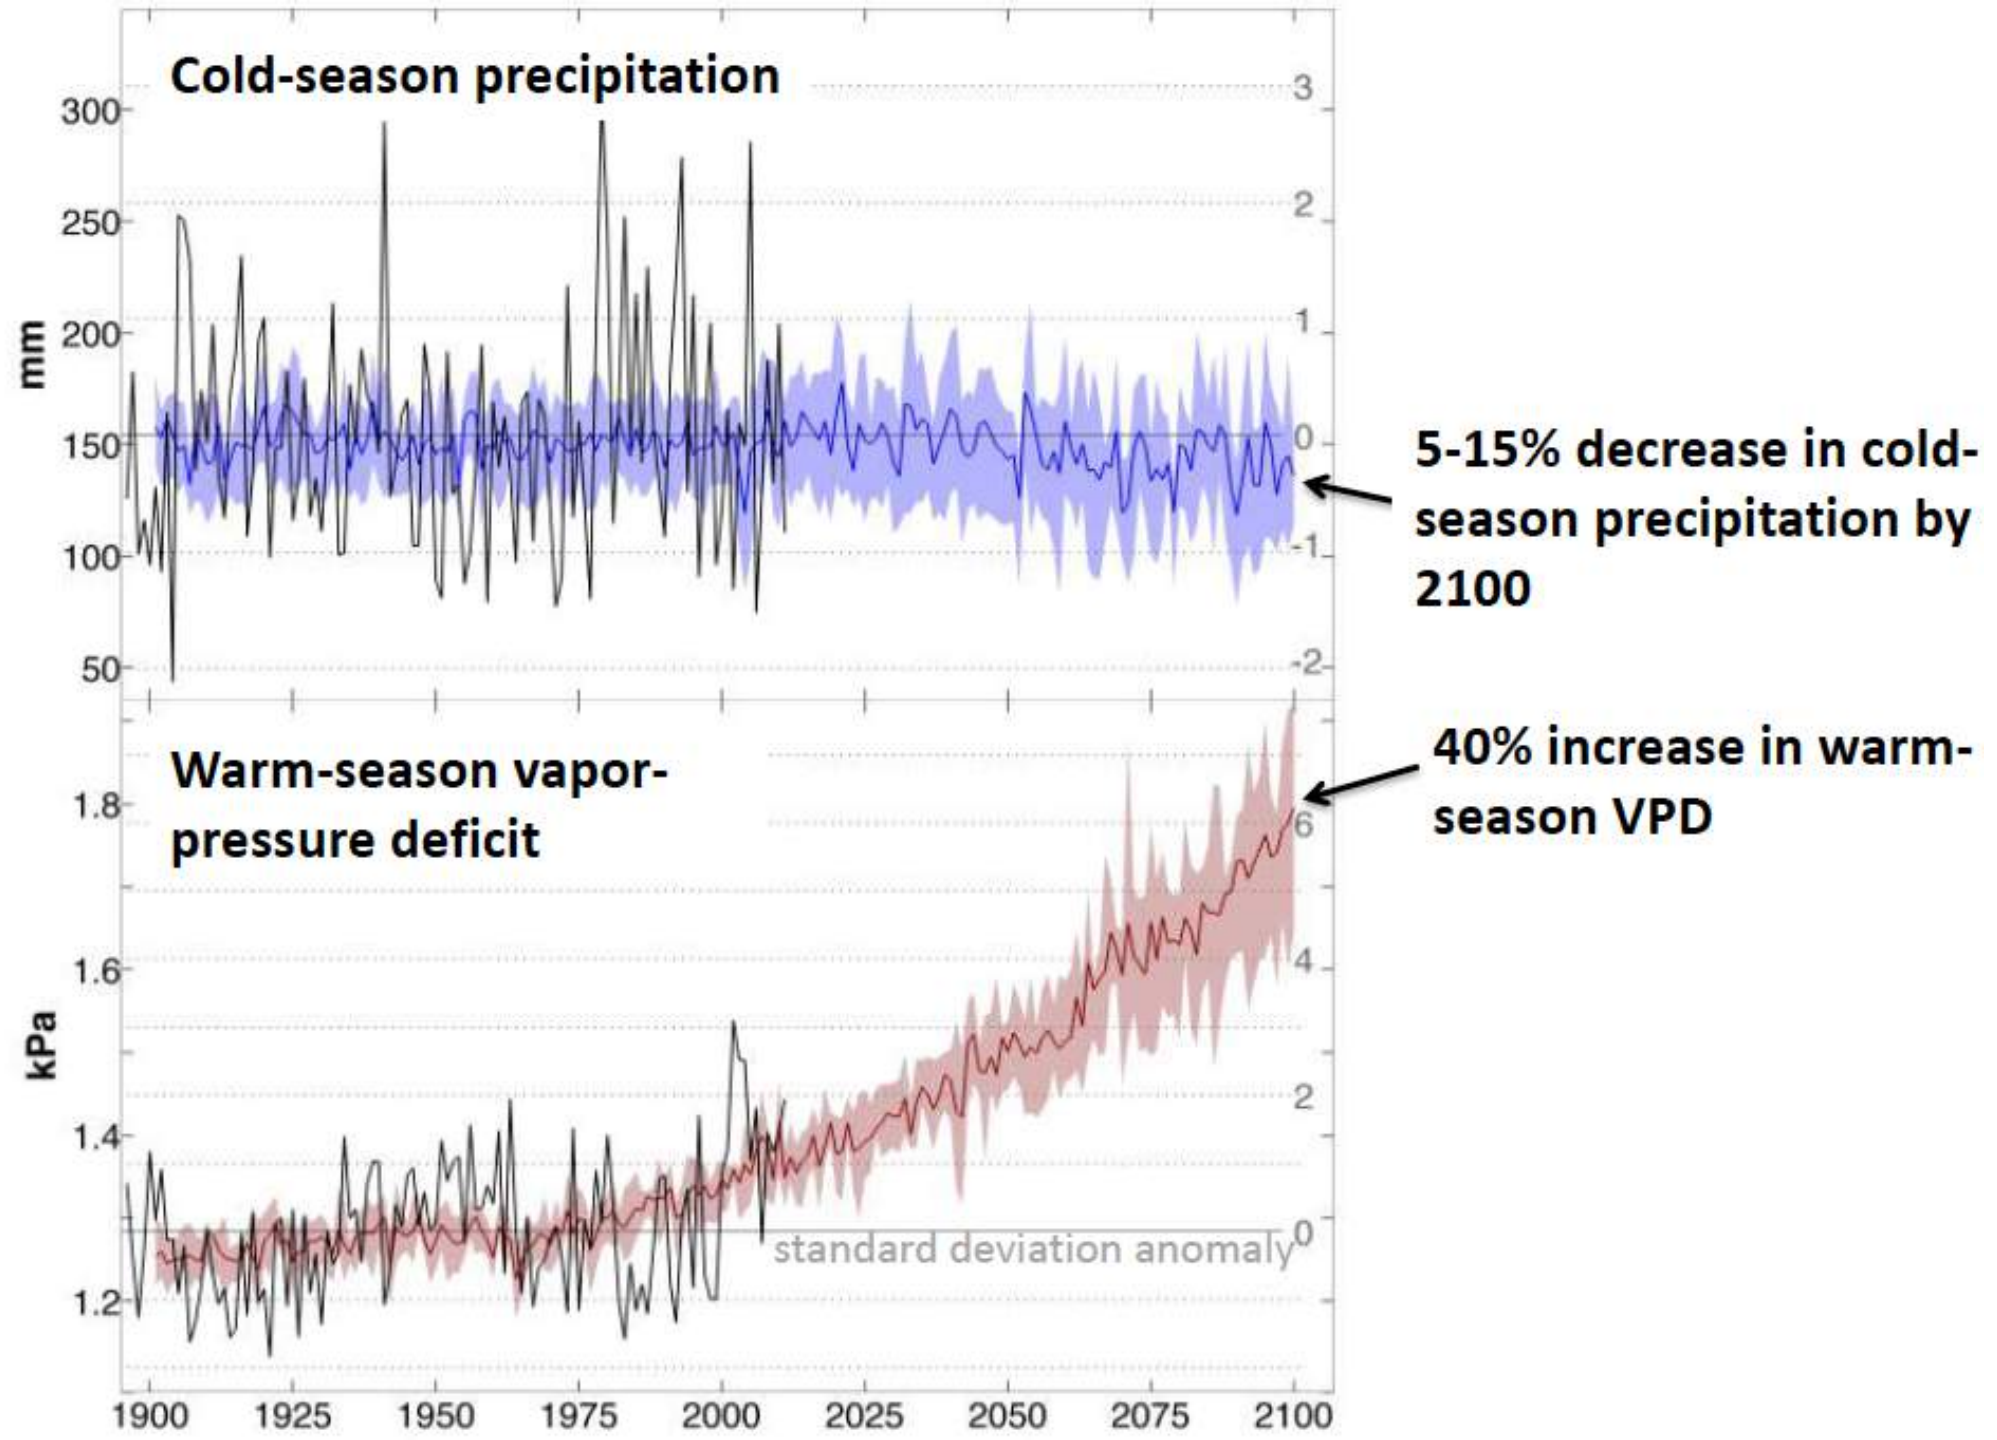 Cold-season precipitation
3
300
2
250
1
200
mm
0
150
-1
100
-2
50
5-15% decrease in cold-
season precipitation by
2100
Warm-season vapor-
pressure deficit
40% increase in warm-
season VPD
1.8
6
1.6
4
kPa
2
1.4
0
standard deviation anomaly
1.2
1900 1925 1950 1975 2000 2025 2050 2075 2100